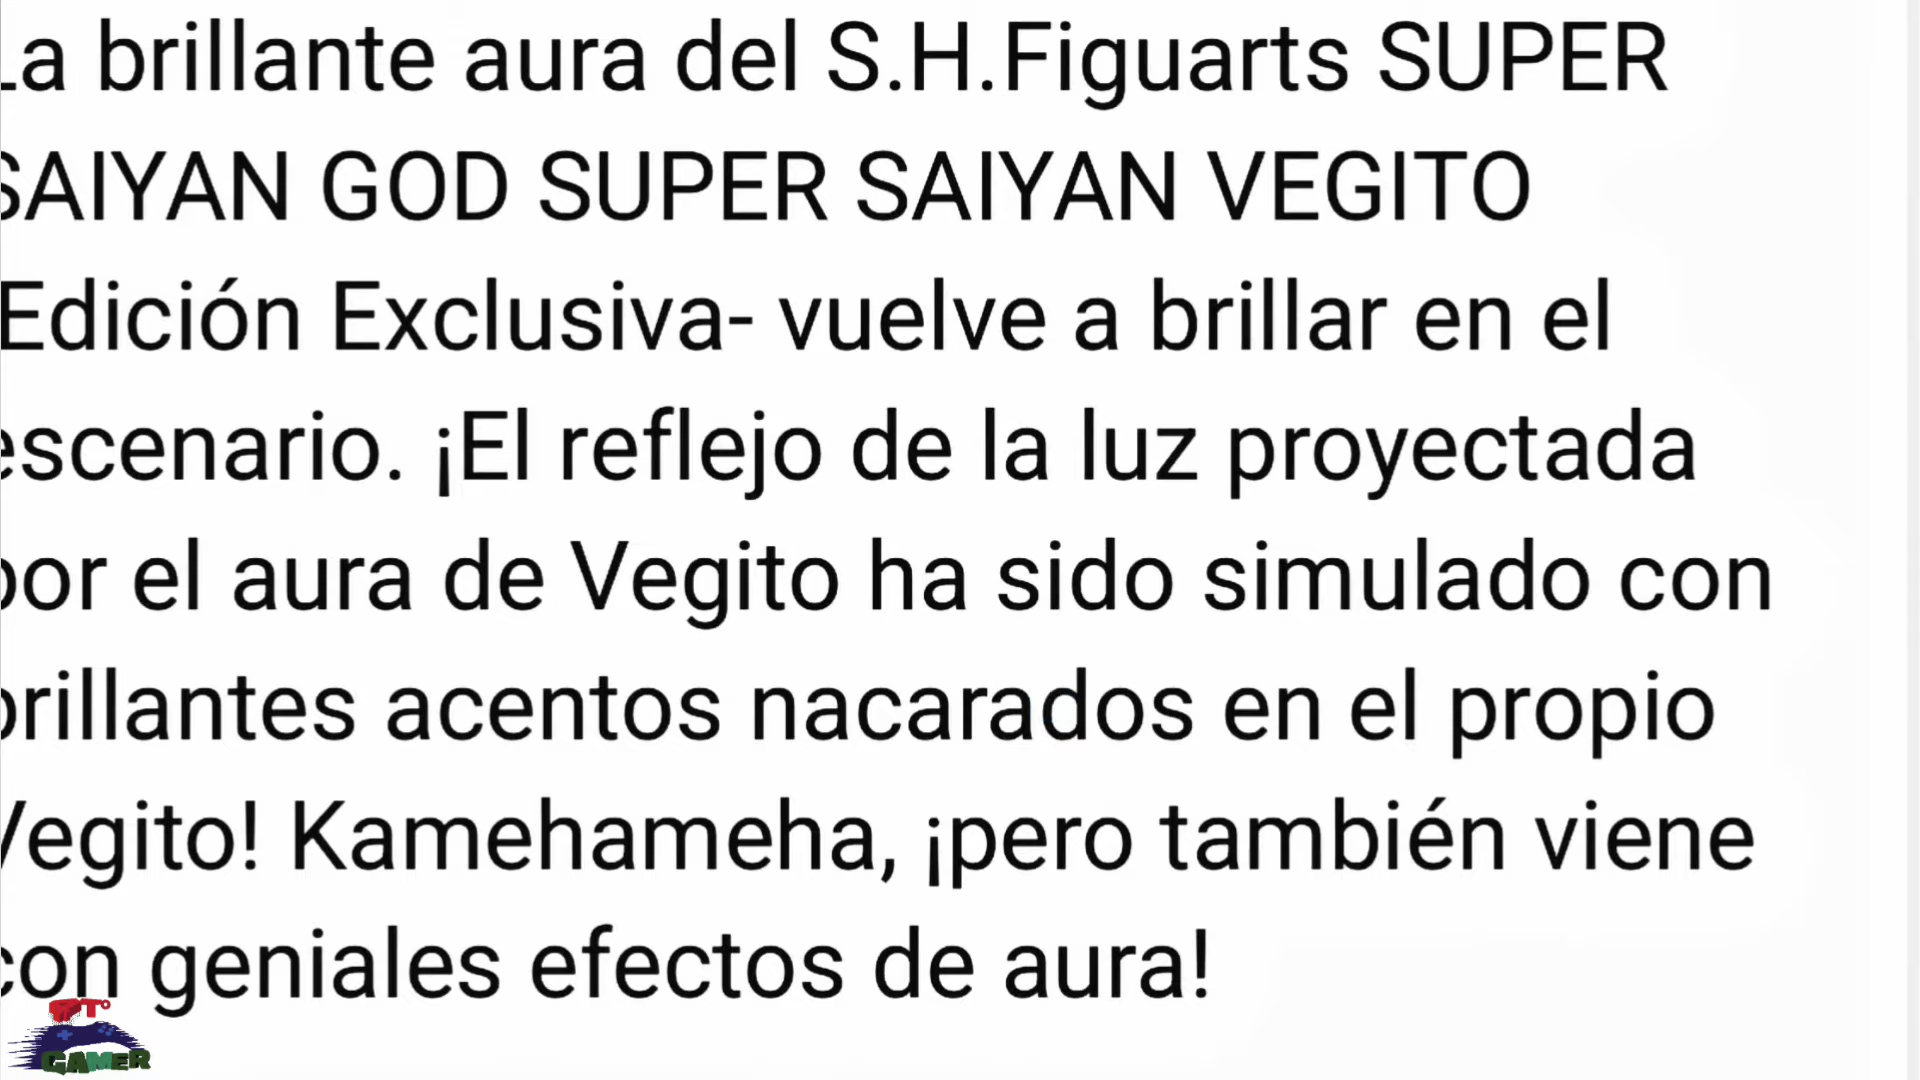 La brillante aura del S.H.Figuarts SUPER
SAIYAN GOD SUPER SAIYAN VEGITO
Edición Exclusiva- vuelve a brillar en el
escenario. ¡El reflejo de la luz proyectada
por el aura de Vegito ha sido simulado con
brillantes acentos nacarados en el propio
Vegito! Kamehameha, ¡pero también viene
con geniales efectos de aura!
GAMER